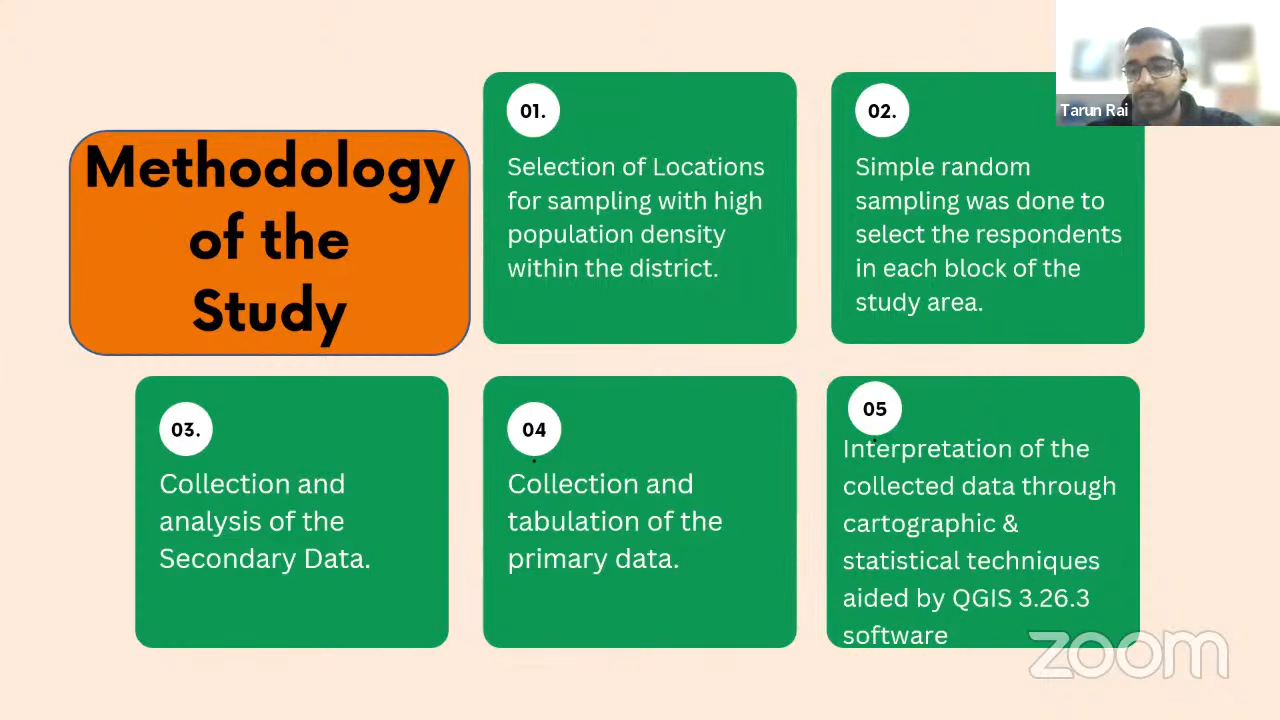 Methodology
of the
Study
01.
Selection of Locations
for sampling with high
population density
within the district.
02.
Simple random
sampling was done to
select the respondents
in each block of the
study area.
Tarun Rai
03.
Collection and
analysis of the
Secondary Data.
04
.
Collection and
tabulation of the
primary data.
05
.
Interpretation of the
collected data through
cartographic &
statistical techniques
aided by QGIS 3.26.3
software
zoom